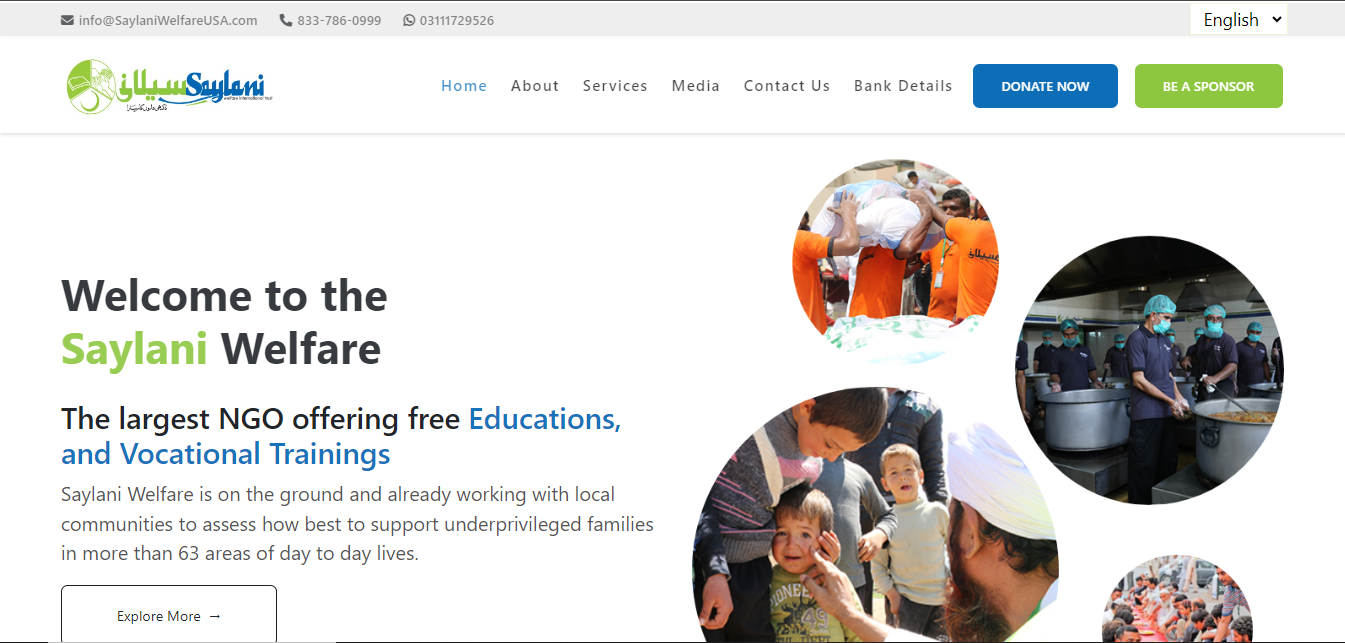 info@SaylaniWelfareUSA.com 833-786-0999 03111729526 English
سیلانی Saylani
welfare international trust
Home About Services Media Contact Us Bank Details DONATE NOW BE A SPONSOR
سیلانی
Welcome to the
Saylani Welfare
The largest NGO offering free Educations,
and Vocational Trainings
Saylani Welfare is on the ground and already working with local
communities to assess how best to support underprivileged families
in more than 63 areas of day to day lives.
PIONEER
Explore More →